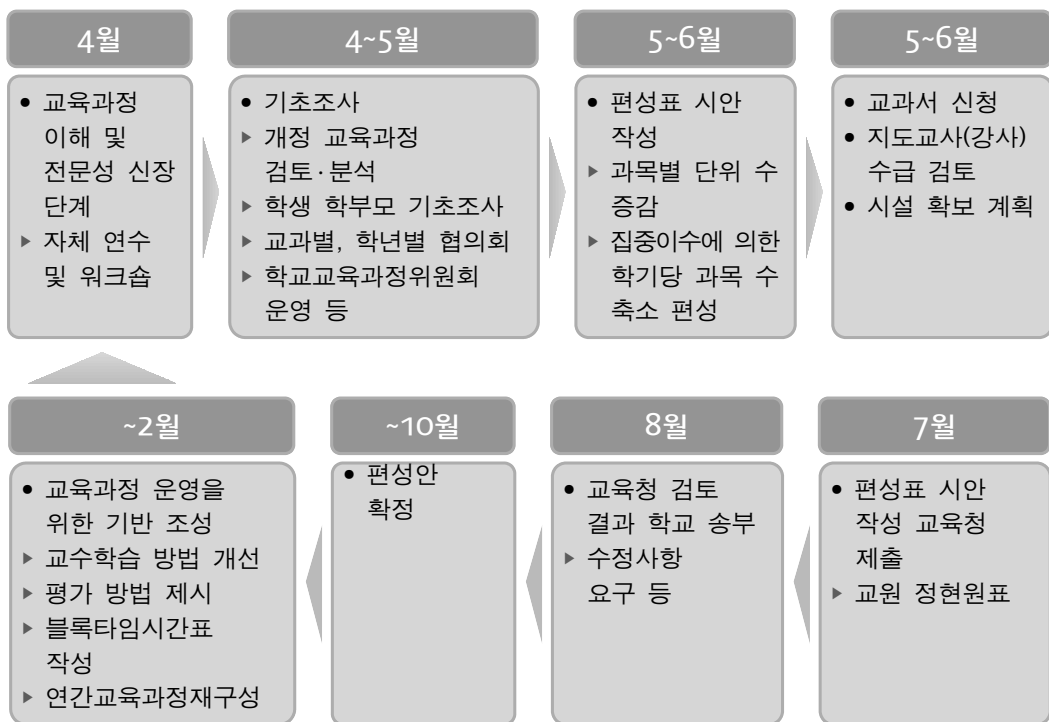 4월
• 교육과정
이해 및
전문성 신장
단계
▸ 자체 연수
및 워크숍
4~5월
• 기초조사
▸ 개정 교육과정
검토·분석
▸ 학생 학부모 기초조사
▸ 교과별, 학년별 협의회
▸ 학교교육과정위원회
운영 등
5~6월
• 편성표 시안
작성
▸ 과목별 단위 수
증감
▸ 집중이수에 의한
학기당 과목 수
축소 편성
5~6월
• 교과서 신청
• 지도교사(강사)
수급 검토
• 시설 확보 계획
7월
• 편성표 시안
작성 교육청
제출
▸ 교원 정현원표
8월
• 교육청 검토
결과 학교 송부
▸ 수정사항
요구 등
~10월
• 편성안
확정
~2월
• 교육과정 운영을
위한 기반 조성
▸ 교수학습 방법 개선
▸ 평가 방법 제시
▸ 블록타임시간표
작성
▸ 연간교육과정재구성